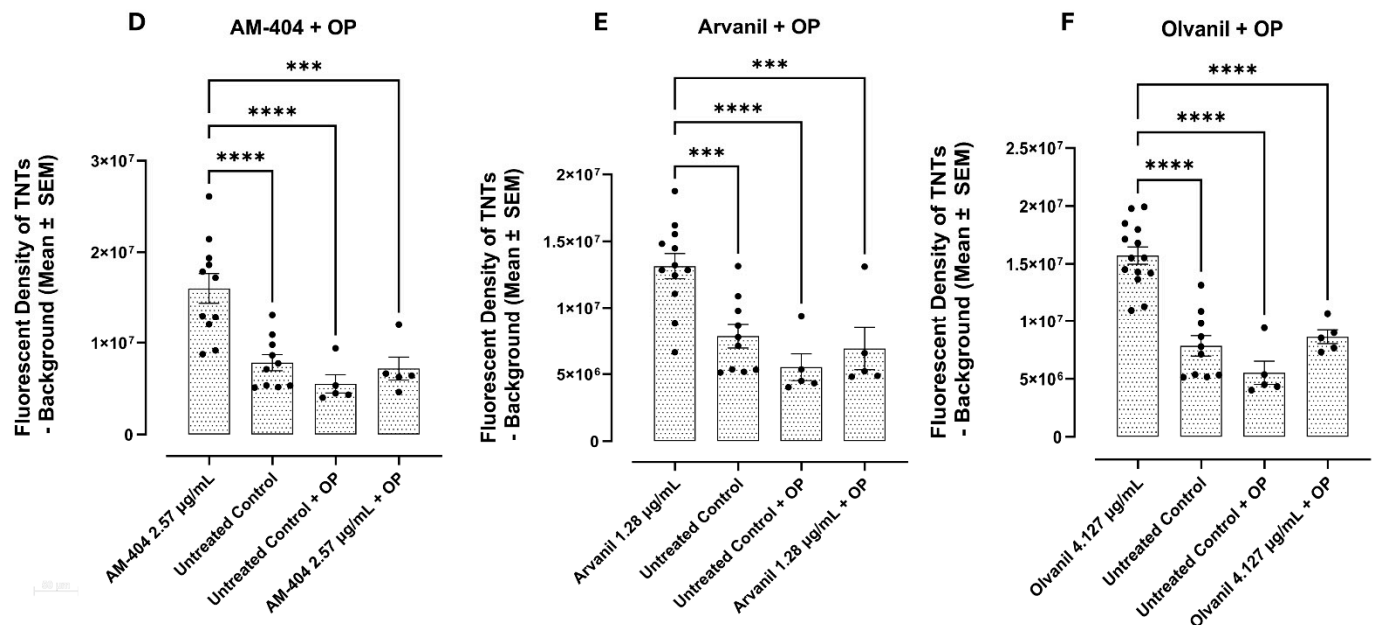 D
AM-404 + OP
***
****
****
Fluorescent Density of TNTs
- Background (Mean ± SEM)
3×10⁷
2×10⁷
1×10⁷
0
AM-404 2.57 µg/mL
Untreated Control
Untreated Control + OP
AM-404 2.57 µg/mL + OP
E
Arvanil + OP
***
****
***
Fluorescent Density of TNTs
- Background (Mean ± SEM)
2×10⁷
1.5×10⁷
1×10⁷
5×10⁶
0
Arvanil 1.28 µg/mL
Untreated Control
Untreated Control + OP
Arvanil 1.28 µg/mL + OP
F
Olvanil + OP
****
****
****
Fluorescent Density of TNTs
- Background (Mean ± SEM)
2.5×10⁷
2×10⁷
1.5×10⁷
1×10⁷
5×10⁶
0
Olvanil 4.127 µg/mL
Untreated Control
Untreated Control + OP
Olvanil 4.127 µg/mL + OP